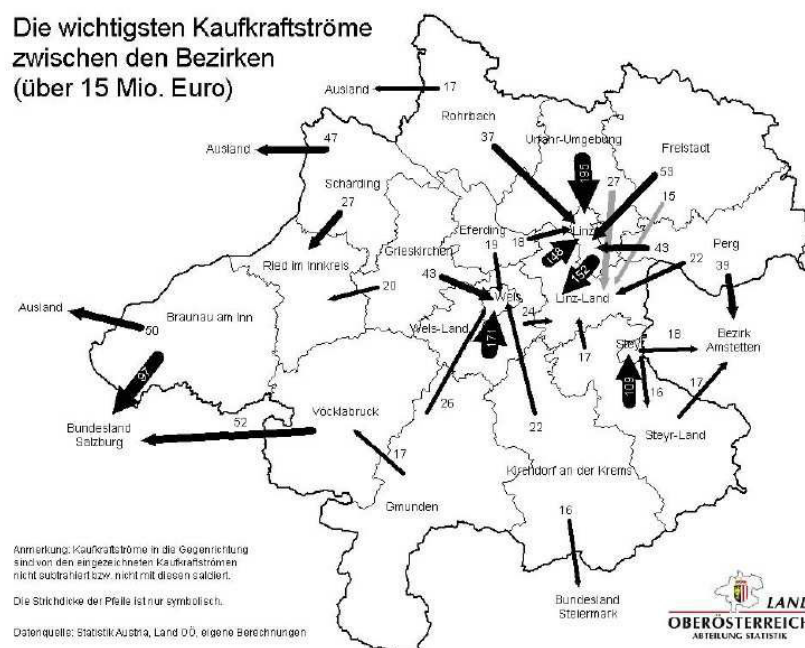 Die wichtigsten Kaufkraftströme
zwischen den Bezirken
(über 15 Mio. Euro)
Ausland
17
Rohrbach
37
Urfahr-Umgebung
195
Freistadt
53
27
15
Ausland
47
Schärding
27
Ried im Innkreis
Grieskirchen
20
43
Eferding
19
18
Linz
148
152
43
22
Perg
39
Linz-Land
Ausland
50
Braunau am Inn
97
Wels
Wels-Land
171
24
17
Steyr
18
Bezirk
Amstetten
109
16
17
Steyr-Land
Bundesland
Salzburg
52
Vöcklabruck
17
26
22
Gmunden
Kirchdorf an der Krems
16
Bundesland
Steiermark
Anmerkung: Kaufkraftströme in die Gegenrichtung
sind von den eingezeichneten Kaufkraftströmen
nicht subtrahiert bzw. nicht mit diesen saldiert.
Die Strichdicke der Pfeile ist nur symbolisch.
Datenquelle: Statistik Austria, Land OÖ, eigene Berechnungen
LAND
OBERÖSTERREICH
ABTEILUNG STATISTIK